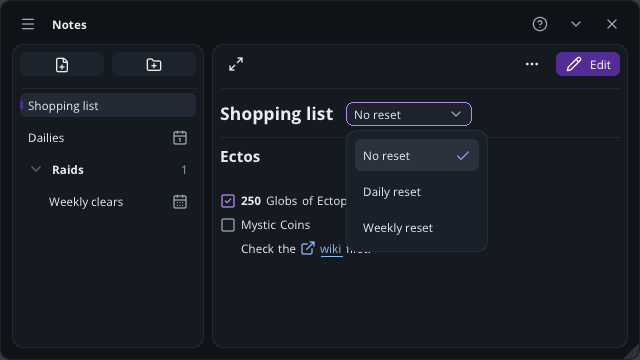 Notes
Edit
Shopping list
Dailies
Raids 1
Weekly clears
Shopping list No reset
No reset
Daily reset
Weekly reset
Ectos
250 Globs of
Mystic Coins
Check the wiki